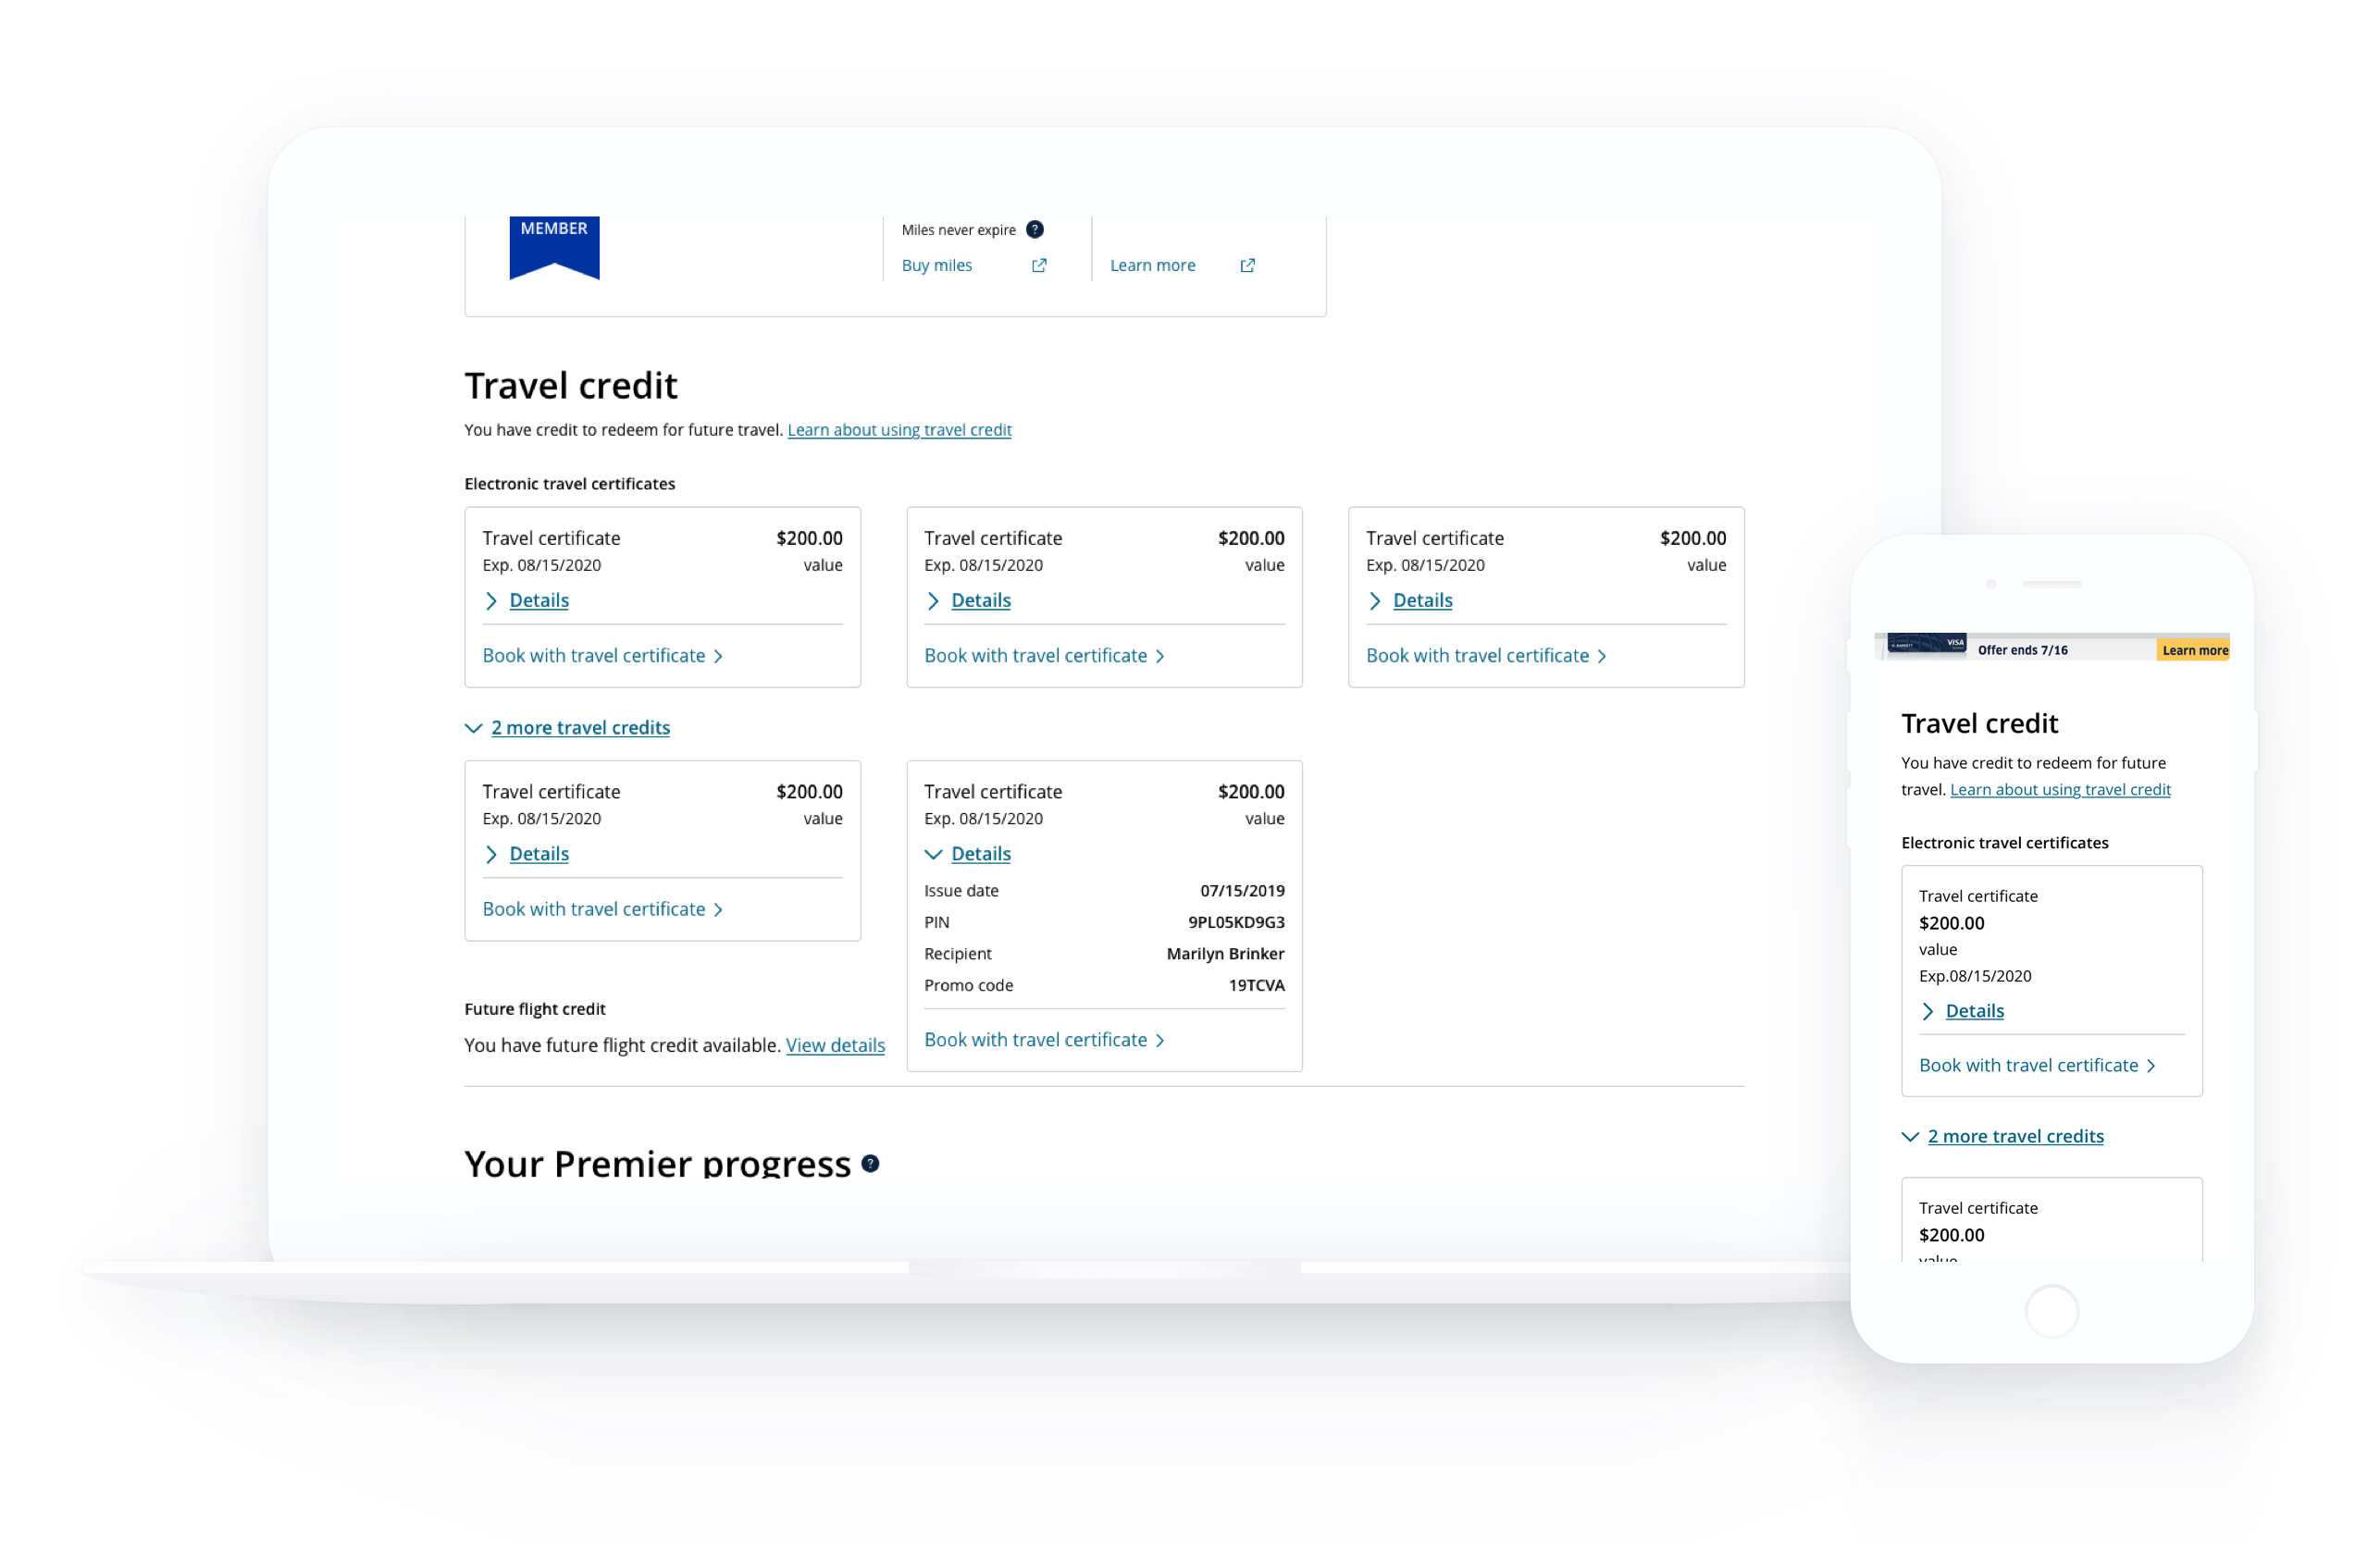 MEMBER
Miles never expire ?
Buy miles
Learn more
Travel credit
You have credit to redeem for future travel. Learn about using travel credit
Electronic travel certificates
Travel certificate $200.00
Exp. 08/15/2020 value
Details
Book with travel certificate
Travel certificate $200.00
Exp. 08/15/2020 value
Details
Book with travel certificate
Travel certificate $200.00
Exp. 08/15/2020 value
Details
Book with travel certificate
2 more travel credits
Travel certificate $200.00
Exp. 08/15/2020 value
Details
Book with travel certificate
Travel certificate $200.00
Exp. 08/15/2020 value
Details
Issue date 07/15/2019
PIN 9PL05KD9G3
Recipient Marilyn Brinker
Promo code 19TCVA
Book with travel certificate
Future flight credit
You have future flight credit available. View details
Your Premier progress ?
VISA
Offer ends 7/16
Learn more
Travel credit
You have credit to redeem for future
travel. Learn about using travel credit
Electronic travel certificates
Travel certificate
$200.00
value
Exp.08/15/2020
Details
Book with travel certificate
2 more travel credits
Travel certificate
$200.00
value